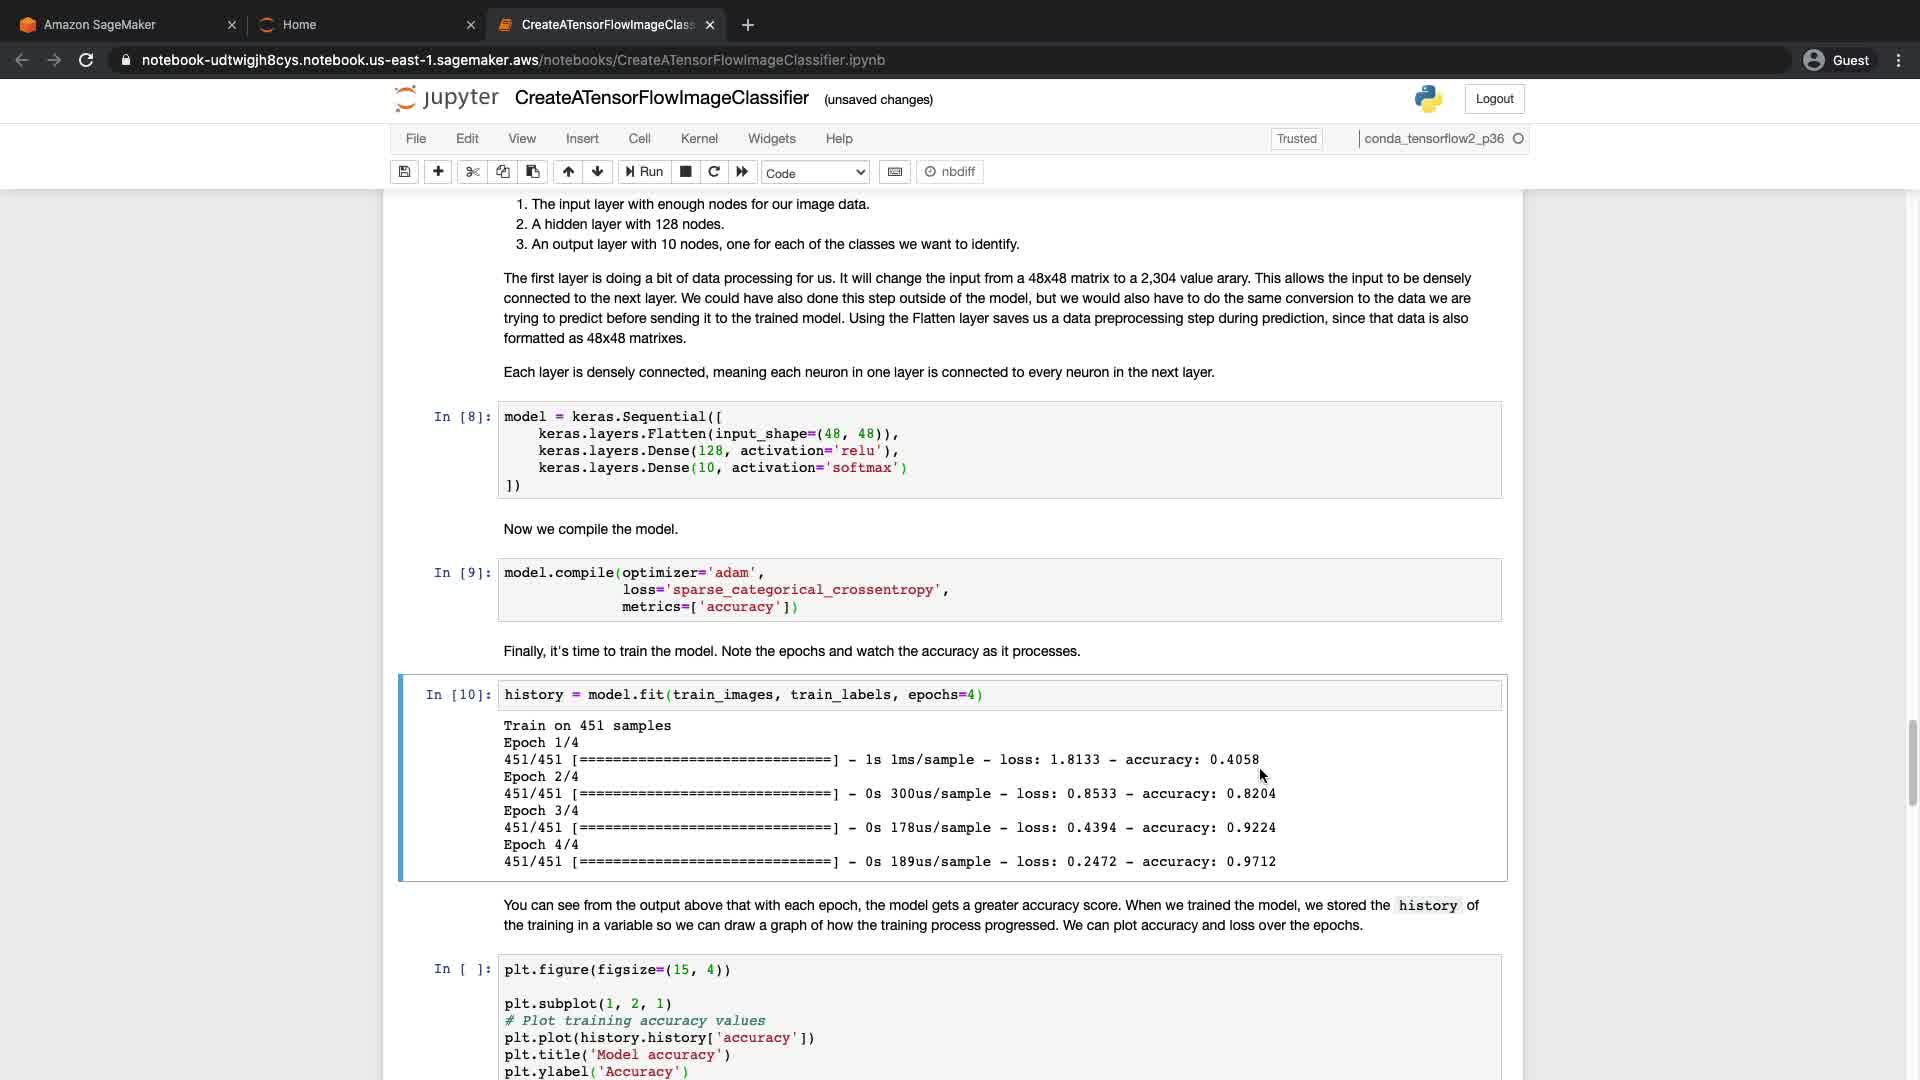 Amazon SageMaker
Home
CreateATensorFlowImageClass
notebook-udtwigjh8cys.notebook.us-east-1.sagemaker.aws/notebooks/CreateATensorFlowImageClassifier.ipynb
Guest
jupyter CreateATensorFlowImageClassifier (unsaved changes)
Logout
File Edit View Insert Cell Kernel Widgets Help
Trusted
conda_tensorflow2_p36
Run
Code
nbdiff
1. The input layer with enough nodes for our image data.
2. A hidden layer with 128 nodes.
3. An output layer with 10 nodes, one for each of the classes we want to identify.
The first layer is doing a bit of data processing for us. It will change the input from a 48x48 matrix to a 2,304 value arary. This allows the input to be densely
connected to the next layer. We could have also done this step outside of the model, but we would also have to do the same conversion to the data we are
trying to predict before sending it to the trained model. Using the Flatten layer saves us a data preprocessing step during prediction, since that data is also
formatted as 48x48 matrixes.
Each layer is densely connected, meaning each neuron in one layer is connected to every neuron in the next layer.
In [8]: model = keras.Sequential([
keras.layers.Flatten(input_shape=(48, 48)),
keras.layers.Dense(128, activation='relu'),
keras.layers.Dense(10, activation='softmax')
])
Now we compile the model.
In [9]: model.compile(optimizer='adam',
loss='sparse_categorical_crossentropy',
metrics=['accuracy'])
Finally, it's time to train the model. Note the epochs and watch the accuracy as it processes.
In [10]: history = model.fit(train_images, train_labels, epochs=4)
Train on 451 samples
Epoch 1/4
451/451 [==============================] - 1s 1ms/sample - loss: 1.8133 - accuracy: 0.4058
Epoch 2/4
451/451 [==============================] - 0s 300us/sample - loss: 0.8533 - accuracy: 0.8204
Epoch 3/4
451/451 [==============================] - 0s 178us/sample - loss: 0.4394 - accuracy: 0.9224
Epoch 4/4
451/451 [==============================] - 0s 189us/sample - loss: 0.2472 - accuracy: 0.9712
You can see from the output above that with each epoch, the model gets a greater accuracy score. When we trained the model, we stored the history of
the training in a variable so we can draw a graph of how the training process progressed. We can plot accuracy and loss over the epochs.
In [ ]: plt.figure(figsize=(15, 4))
plt.subplot(1, 2, 1)
# Plot training accuracy values
plt.plot(history.history['accuracy'])
plt.title('Model accuracy')
plt.ylabel('Accuracy')